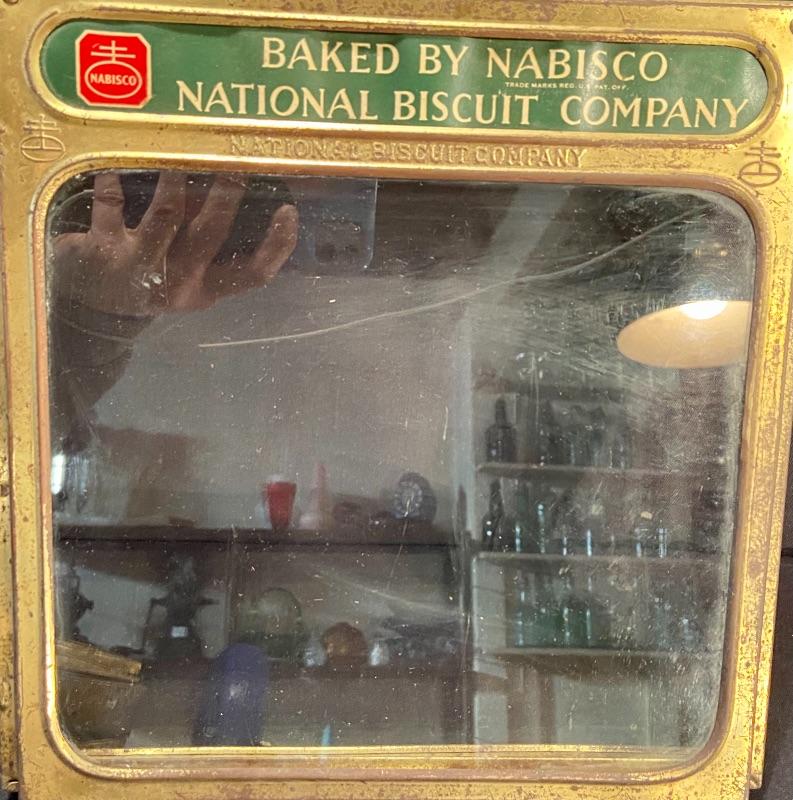 NABISCO
BAKED BY NABISCO
TRADE MARKS REG. U.S. PAT. OFF.
NATIONAL BISCUIT COMPANY
NATIONAL BISCUIT COMPANY